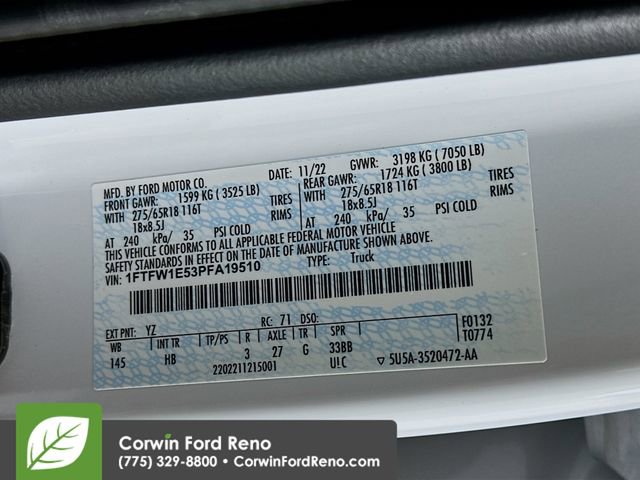 MFD. BY FORD MOTOR CO.
DATE: 11/22 GVWR: 3198 KG ( 7050 LB)
FRONT GAWR: 1599 KG ( 3525 LB)
REAR GAWR: 1724 KG ( 3800 LB)
WITH 275/65R18 116T TIRES
275/65R18 116T TIRES
18x8.5J RIMS
18x8.5J RIMS
AT 240 kPa/ 35 PSI COLD
AT 240 kPa/ 35 PSI COLD
THIS VEHICLE CONFORMS TO ALL APPLICABLE FEDERAL MOTOR VEHICLE
SAFETY STANDARDS IN EFFECT ON THE DATE OF MANUFACTURE SHOWN ABOVE.
VIN: 1FTFW1E53PFA19510
TYPE: Truck
EXT PNT: YZ RC: 71 DSO:
WB INT TR TP/PS R AXLE TR SPR
145 HB 3 27 G 33BB
2202211215001 U!C
F0132
T0774
▽ 5U5A-3520472-AA
Corwin Ford Reno
(775) 329-8800 • CorwinFordReno.com